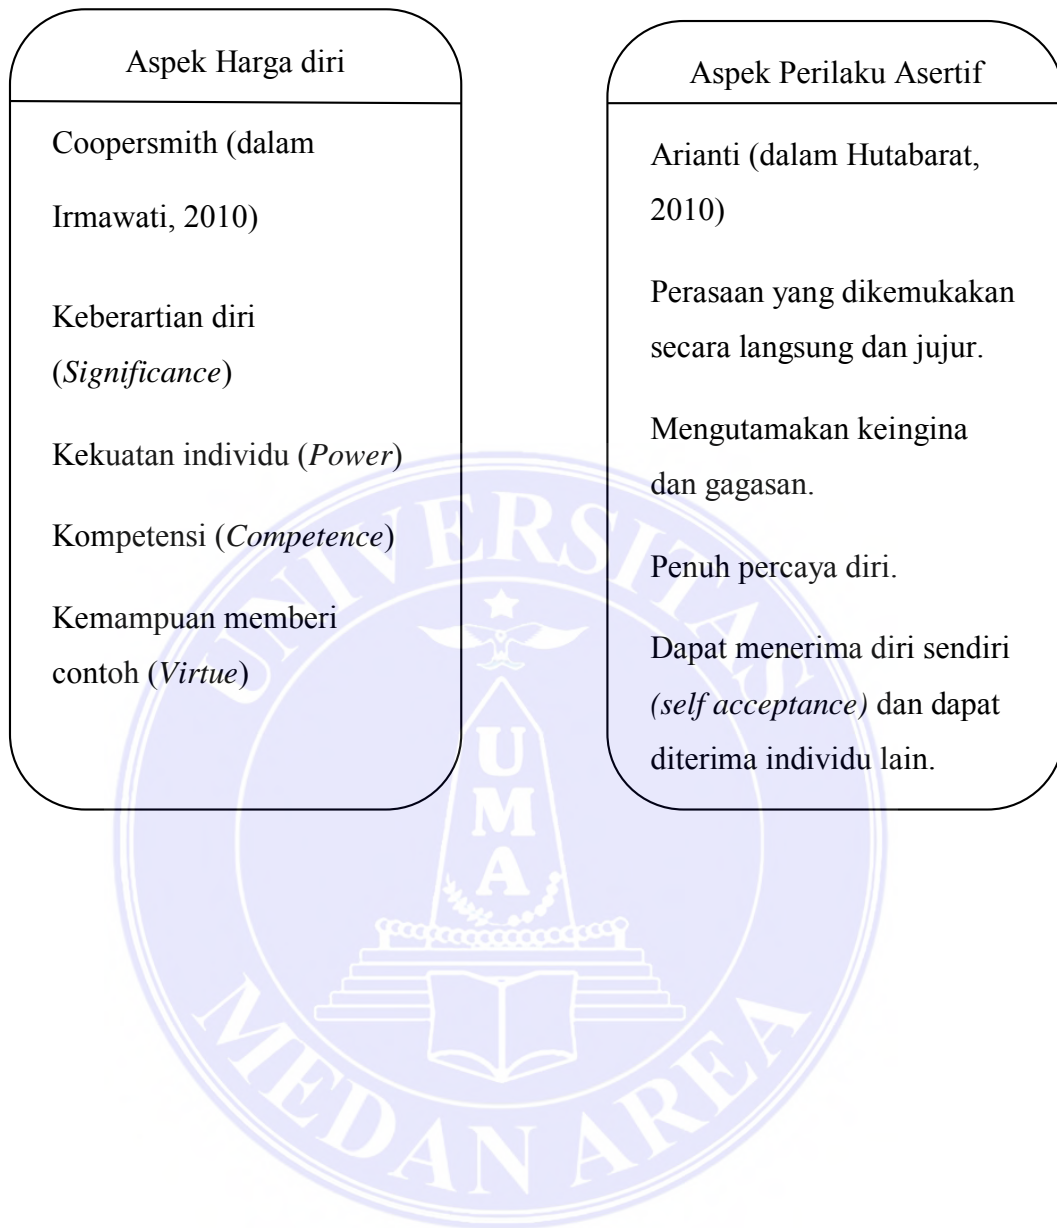 Aspek Harga diri
Coopersmith (dalam
Irmawati, 2010)
Keberartian diri
(Significance)
Kekuatan individu (Power)
Kompetensi (Competence)
Kemampuan memberi
contoh (Virtue)
Aspek Perilaku Asertif
Arianti (dalam Hutabarat,
2010)
Perasaan yang dikemukakan
secara langsung dan jujur.
Mengutamakan keingina
dan gagasan.
Penuh percaya diri.
Dapat menerima diri sendiri
(self acceptance) dan dapat
diterima individu lain.
UNIVERSITAS
UMA
MEDAN AREA